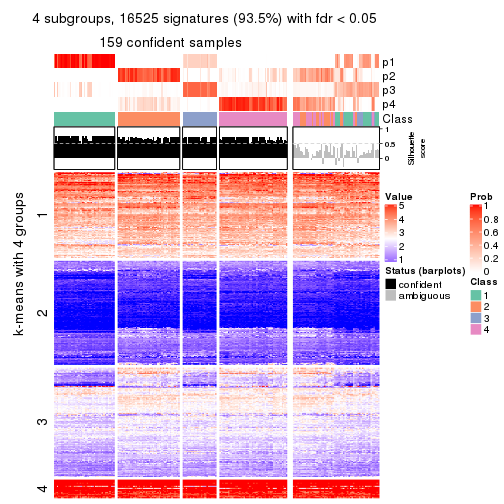 4 subgroups, 16525 signatures (93.5%) with fdr < 0.05
159 confident samples
p1
p2
p3
p4
Class
1
0.5
0
Silhouette
score
k-means with 4 groups
1
2
3
4
Value
5
4
3
2
1
Status (barplots)
confident
ambiguous
Prob
1
0.8
0.6
0.4
0.2
0
Class
1
2
3
4